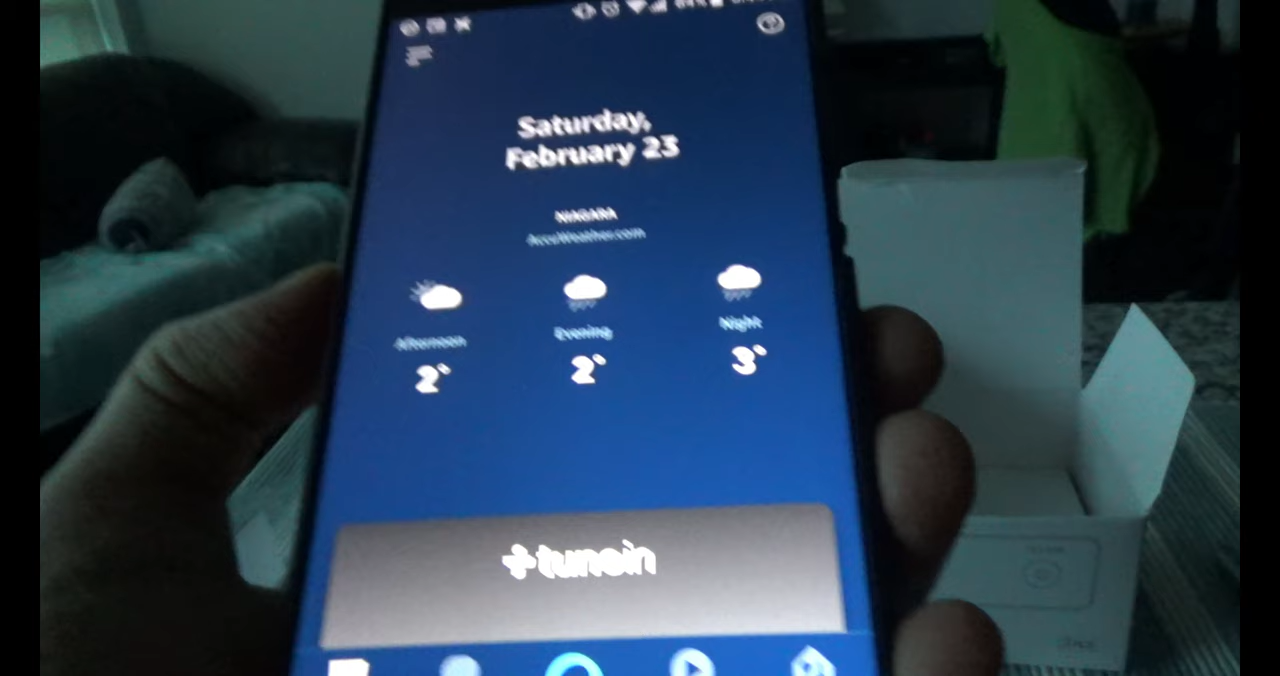 Saturday,
February 23
NIAGARA
AccuWeather.com
Afternoon
Evening
Night
2°
2°
3°
tunein